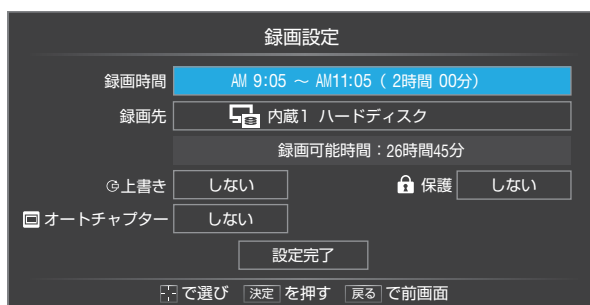 録画設定
録画時間 AM 9:05 ～ AM11:05 ( 2時間 00分)
録画先 内蔵1 ハードディスク
録画可能時間：26時間45分
上書き しない 保護 しない
オートチャプター しない
設定完了
で選び 決定 を押す 戻る で前画面